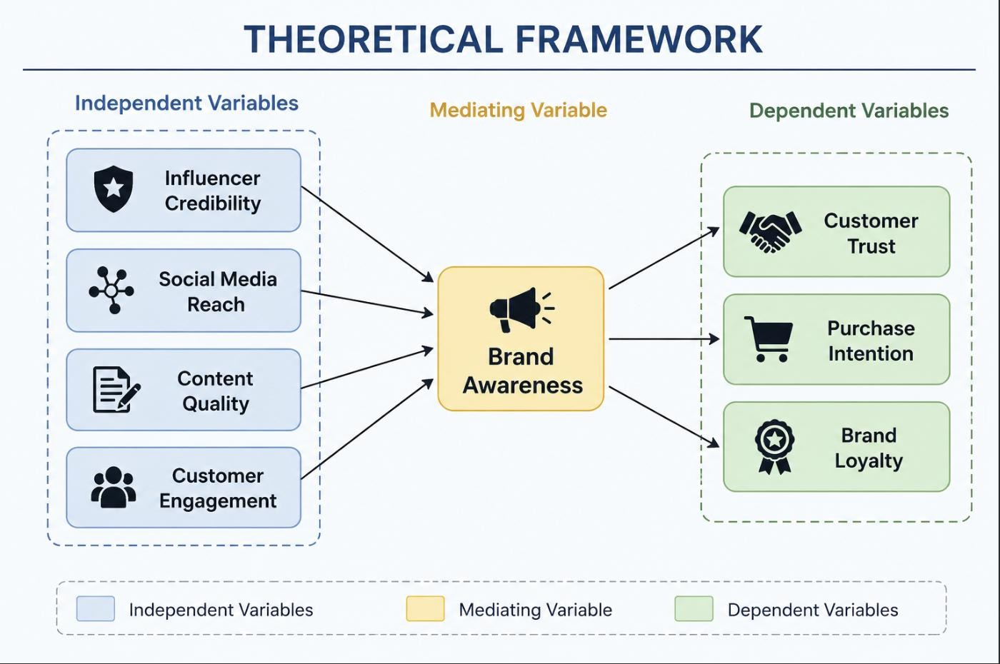 THEORETICAL FRAMEWORK
Independent Variables
Influencer
Credibility
Social Media
Reach
Content
Quality
Customer
Engagement
Mediating Variable
Brand
Awareness
Dependent Variables
Customer
Trust
Purchase
Intention
Brand
Loyalty
Independent Variables
Mediating Variable
Dependent Variables